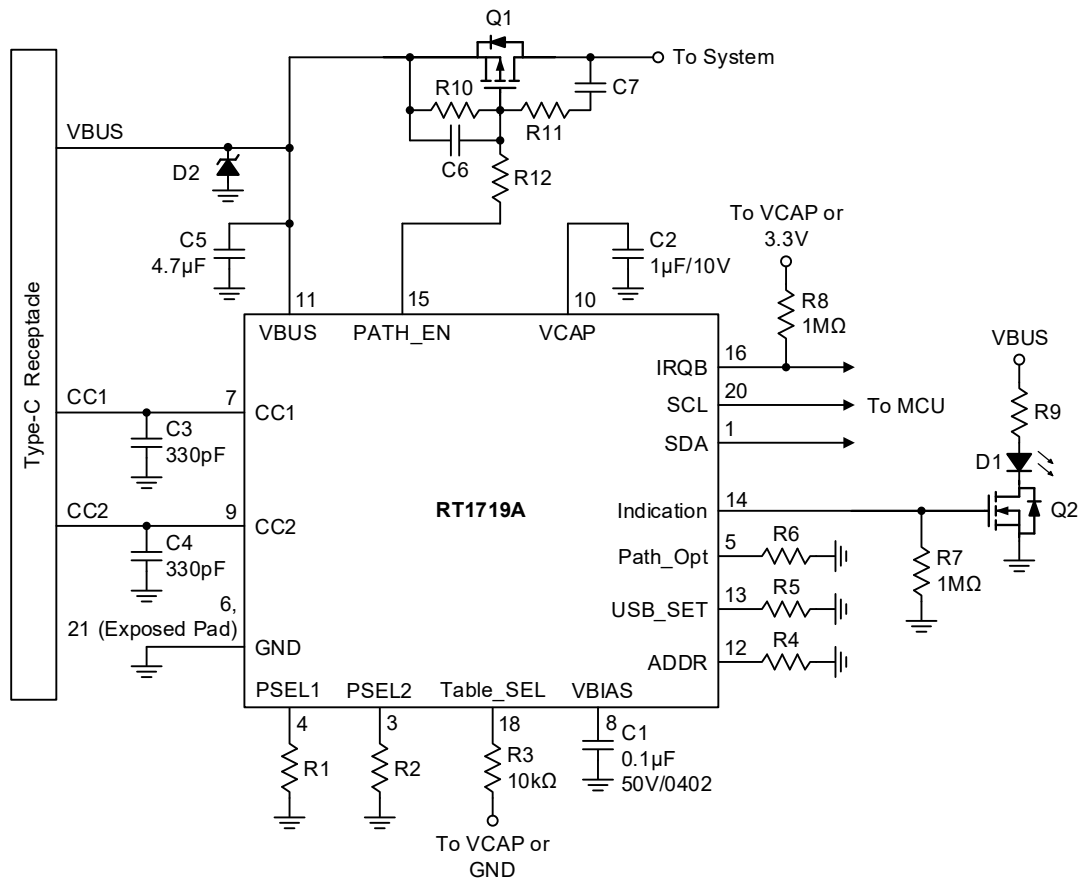 Q1
To System
R10
C7
R11
C6
R12
VBUS
D2
C5
4.7µF
C2
1µF/10V
To VCAP or
3.3V
R8
1MΩ
11
15
10
VBUS
PATH_EN
VCAP
Type-C Receptade
CC1
7
CC1
C3
330pF
CC2
9
CC2
C4
330pF
6,
21 (Exposed Pad)
GND
RT1719A
IRQB
16
SCL
20
To MCU
SDA
1
Indication
14
Path_Opt
5
R6
USB_SET
13
R5
ADDR
12
R4
VBUS
R9
D1
Q2
R7
1MΩ
PSEL1
PSEL2
Table_SEL
VBIAS
4
3
18
8
R1
R2
R3
10kΩ
C1
0.1µF
50V/0402
To VCAP or
GND